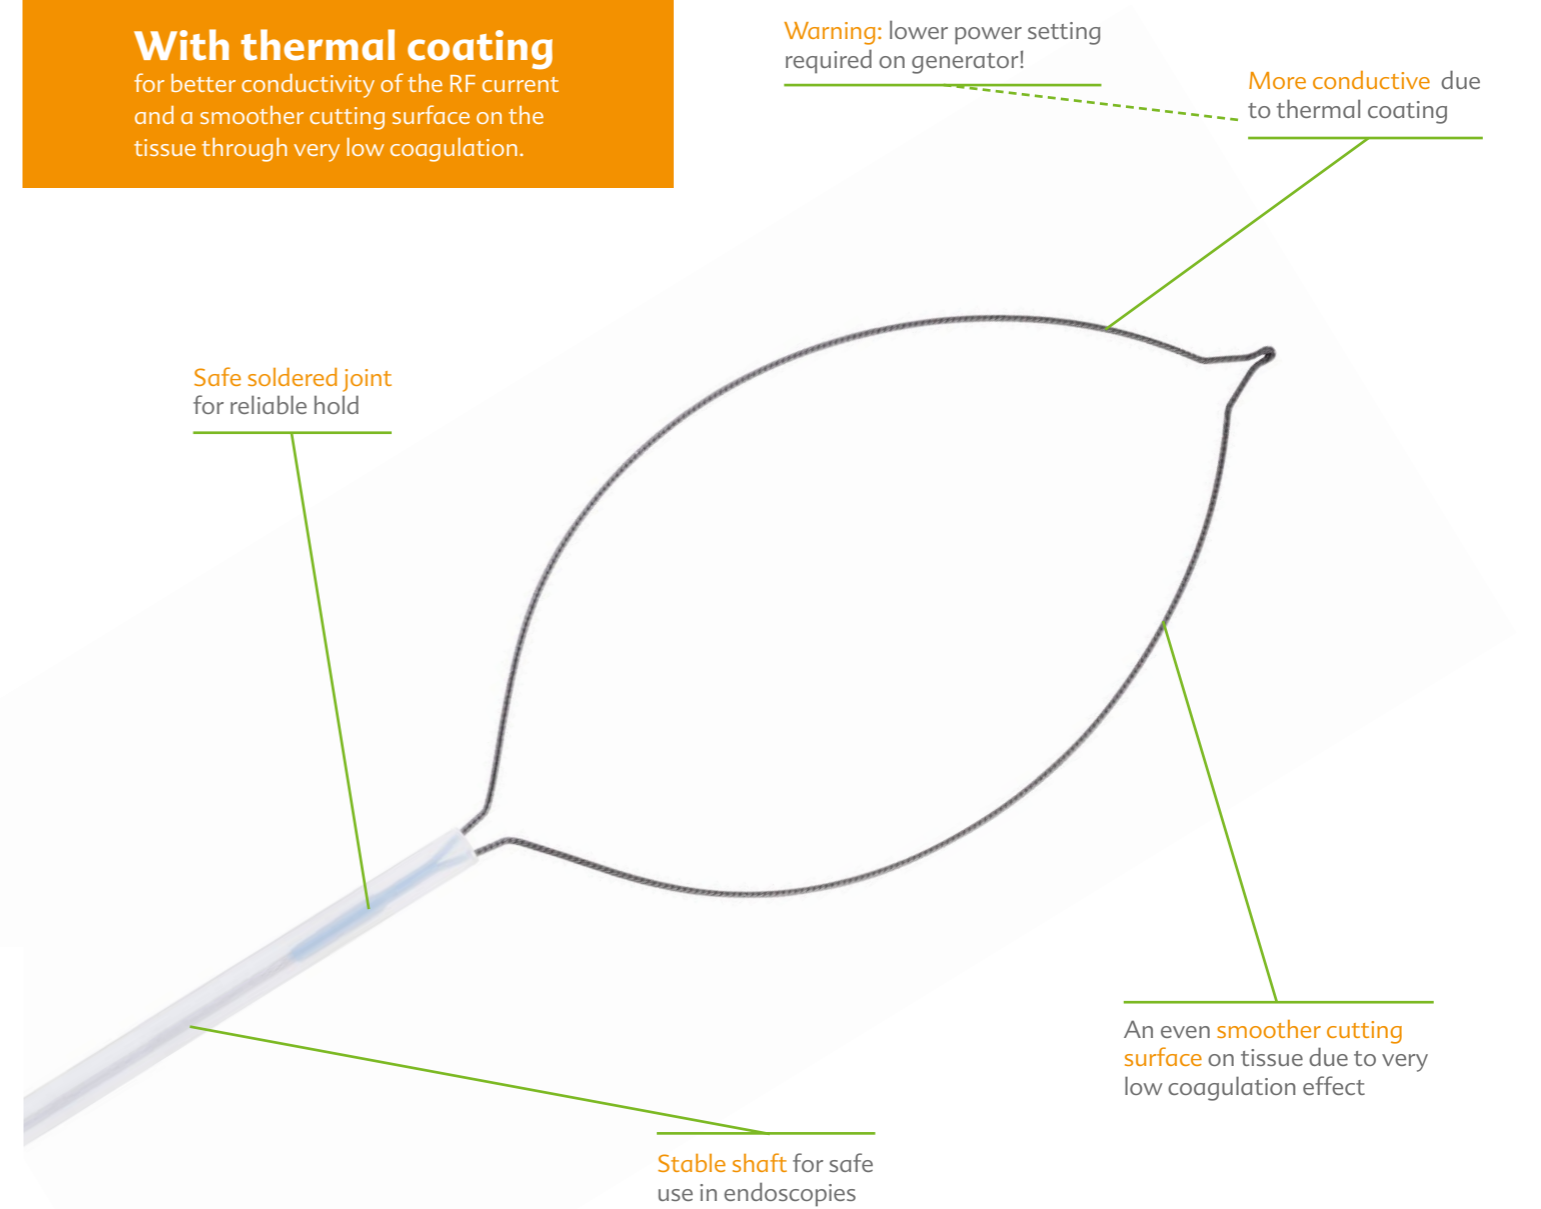 With thermal coating
for better conductivity of the RF current
and a smoother cutting surface on the
tissue through very low coagulation.
Warning: lower power setting
required on generator!
More conductive due
to thermal coating
Safe soldered joint
for reliable hold
An even smoother cutting
surface on tissue due to very
low coagulation effect
Stable shaft for safe
use in endoscopies